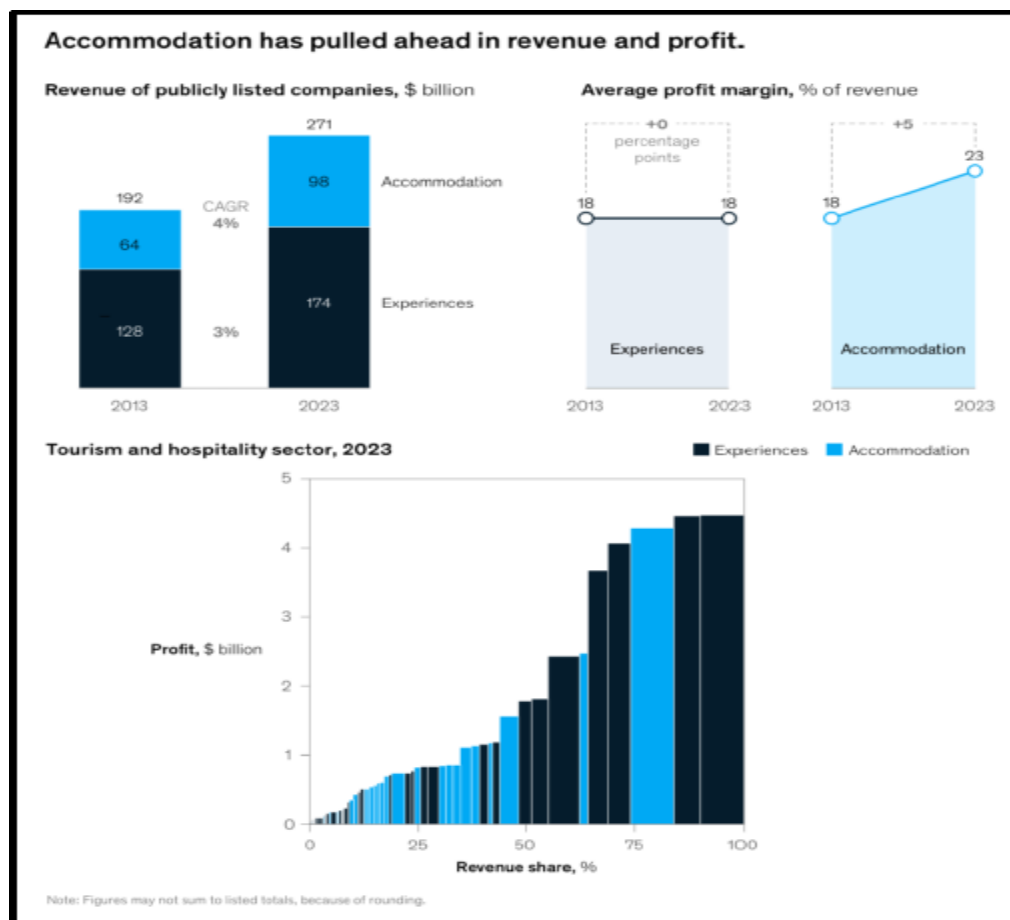 Accommodation has pulled ahead in revenue and profit.
Revenue of publicly listed companies, $ billion
192
64
128
2013
CAGR
4%
3%
271
98
174
2023
Accommodation
Experiences
Average profit margin, % of revenue
+0
percentage
points
18
18
Experiences
2013
2023
+5
18
23
Accommodation
2013
2023
Tourism and hospitality sector, 2023
Experiences
Accommodation
Profit, $ billion
5
4
3
2
1
0
0
25
50
75
100
Revenue share, %
Note: Figures may not sum to listed totals, because of rounding.